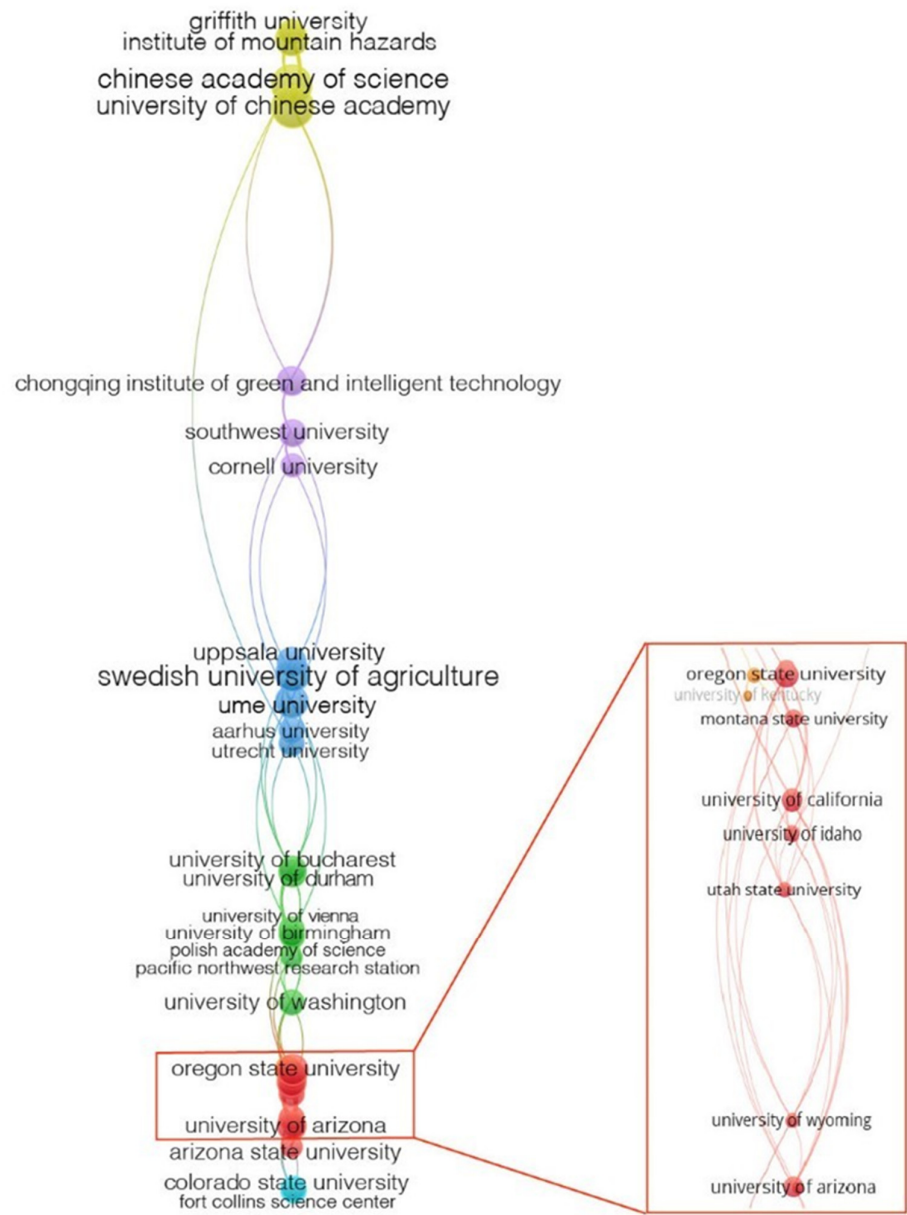 griffith university
institute of mountain hazards
chinese academy of science
university of chinese academy
chongqing institute of green and intelligent technology
southwest university
cornell university
uppsala university
swedish university of agriculture
ume university
aarhus university
utrecht university
university of bucharest
university of durham
university of vienna
university of birmingham
polish academy of science
pacific northwest research station
university of washington
oregon state university
university of arizona
arizona state university
colorado state university
fort collins science center
oregon state university
university of kentucky
montana state university
university of california
university of idaho
utah state university
university of wyoming
university of arizona